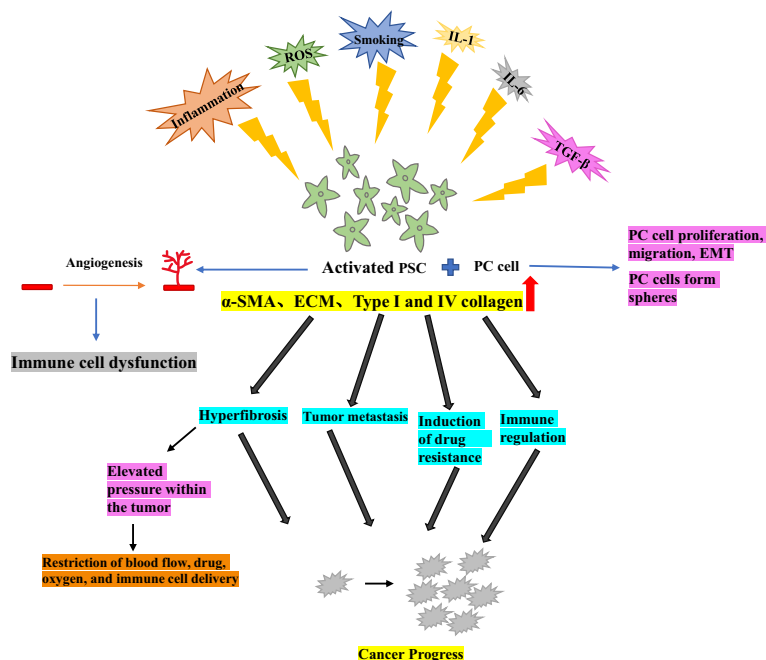 Smoking
IL-1
ROS
IL-6
Inflammation
TGF-β
PC cell proliferation,
migration, EMT
PC cells form
spheres
Angiogenesis
Activated PSC
PC cell
α-SMA、ECM、Type I and IV collagen
Immune cell dysfunction
Hyperfibrosis
Tumor metastasis
Induction
of drug
resistance
Immune
regulation
Elevated
pressure within
the tumor
Restriction of blood flow, drug,
oxygen, and immune cell delivery
Cancer Progress